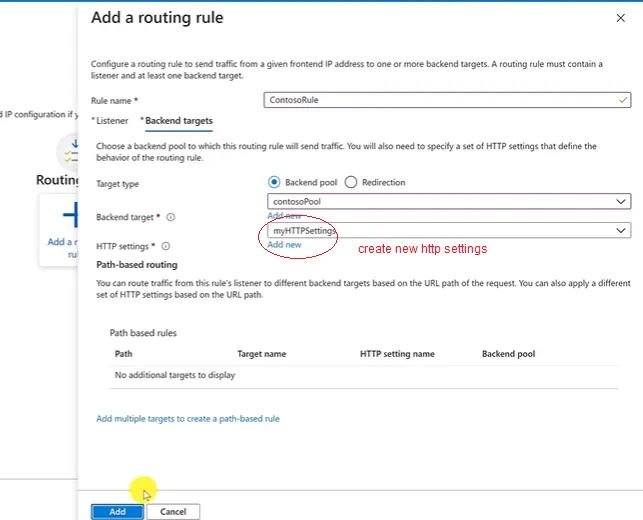 Add a routing rule
Configure a routing rule to send traffic from a given frontend IP address to one or more backend targets. A routing rule must contain a
listener and at least one backend target.
Rule name *
ContosoRule
IP configuration if y
* Listener
* Backend targets
Choose a backend pool to which this routing rule will send traffic. You will also need to specify a set of HTTP settings that define the
behavior of the routing rule.
Routing
Target type
Backend pool
Redirection
contosoPool
Backend target *
Add new
myHTTPSettings
HTTP settings *
Add new
create new http settings
Add a r
ru
Path-based routing
You can route traffic from this rule's listener to different backend targets based on the URL path of the request. You can also apply a different
set of HTTP settings based on the URL path.
Path based rules
Path
Target name
HTTP setting name
Backend pool
No additional targets to display
Add multiple targets to create a path-based rule
Add
Cancel